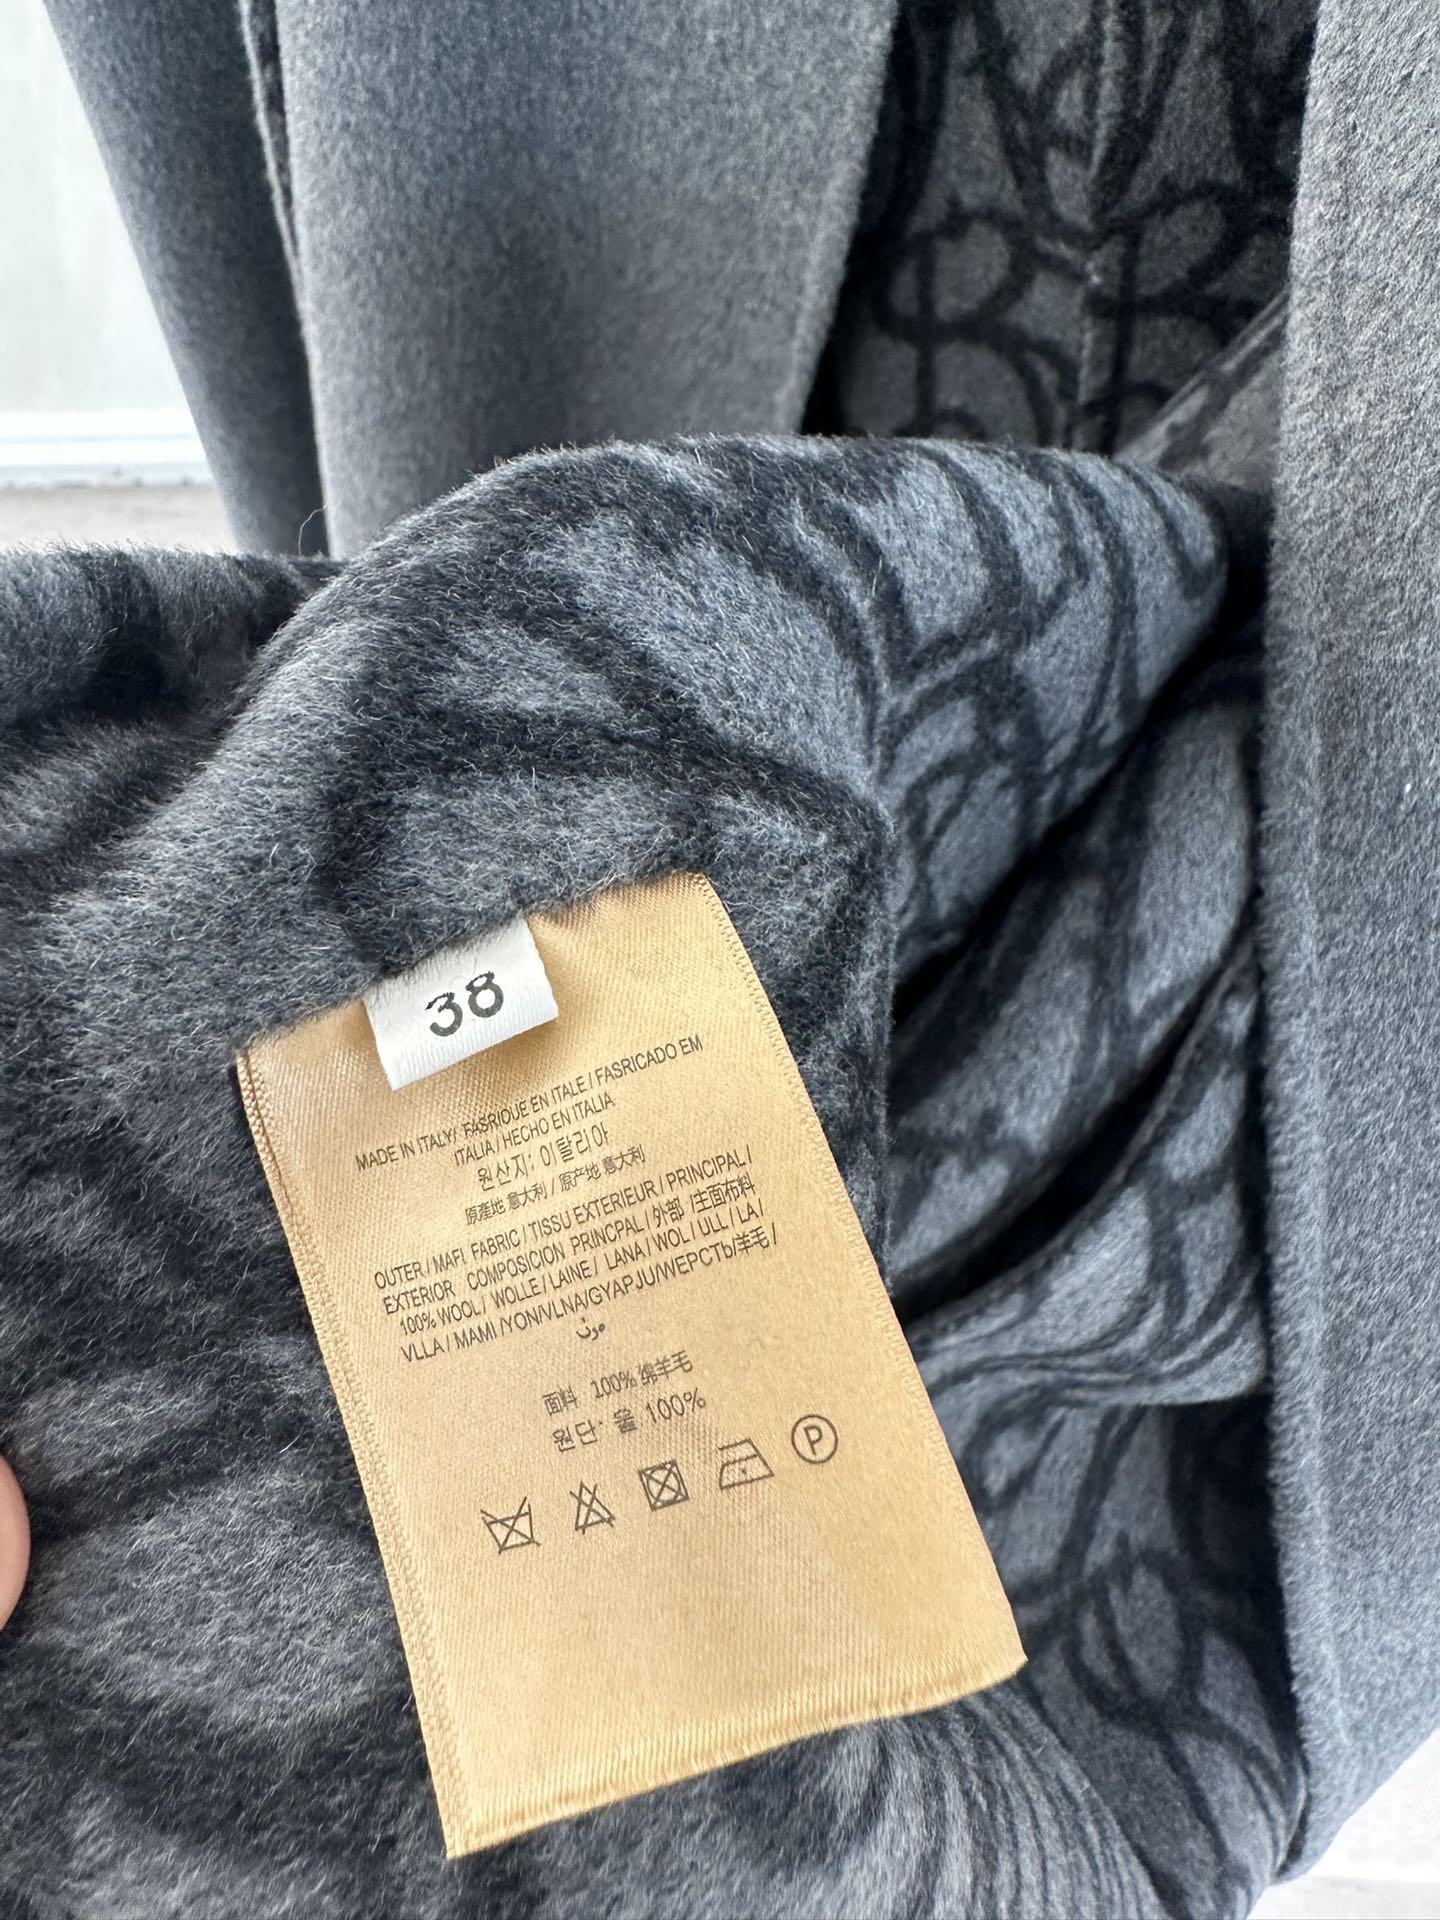 38
MADE IN ITALY/ FASRIQUE EN ITALE / FASRICADO EM
ITALIA / HECHO EN ITALIA
원산지: 이탈리아
原產地 意大利 / 原产地 意大利
OUTER / MAFI FABRIC / TISSU EXTERIEUR / PRINCIPAL /
EXTERIOR COMPOSICION PRINCPAL / 外部 /主面布料
100% WOOL / WOLLE / LAINE / LANA / WOL / ULL / LA /
VLLA / MAMI /YON/VLNA/GYAPJU/WEPCTb/羊毛 /
صوف
面料 100% 绵羊毛
원단: 울 100%
P